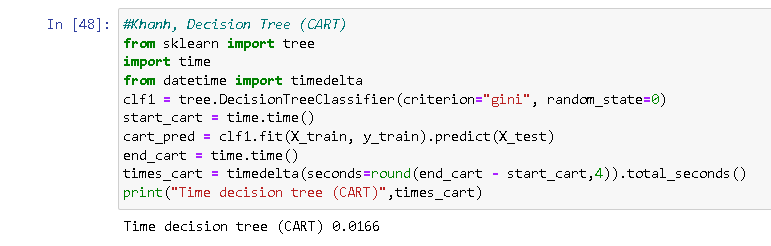 In [48]: #Khanh, Decision Tree (CART)
from sklearn import tree
import time
from datetime import timedelta
clf1 = tree.DecisionTreeClassifier(criterion="gini", random_state=0)
start_cart = time.time()
cart_pred = clf1.fit(X_train, y_train).predict(X_test)
end_cart = time.time()
times_cart = timedelta(seconds=round(end_cart - start_cart,4)).total_seconds()
print("Time decision tree (CART)",times_cart)
Time decision tree (CART) 0.0166